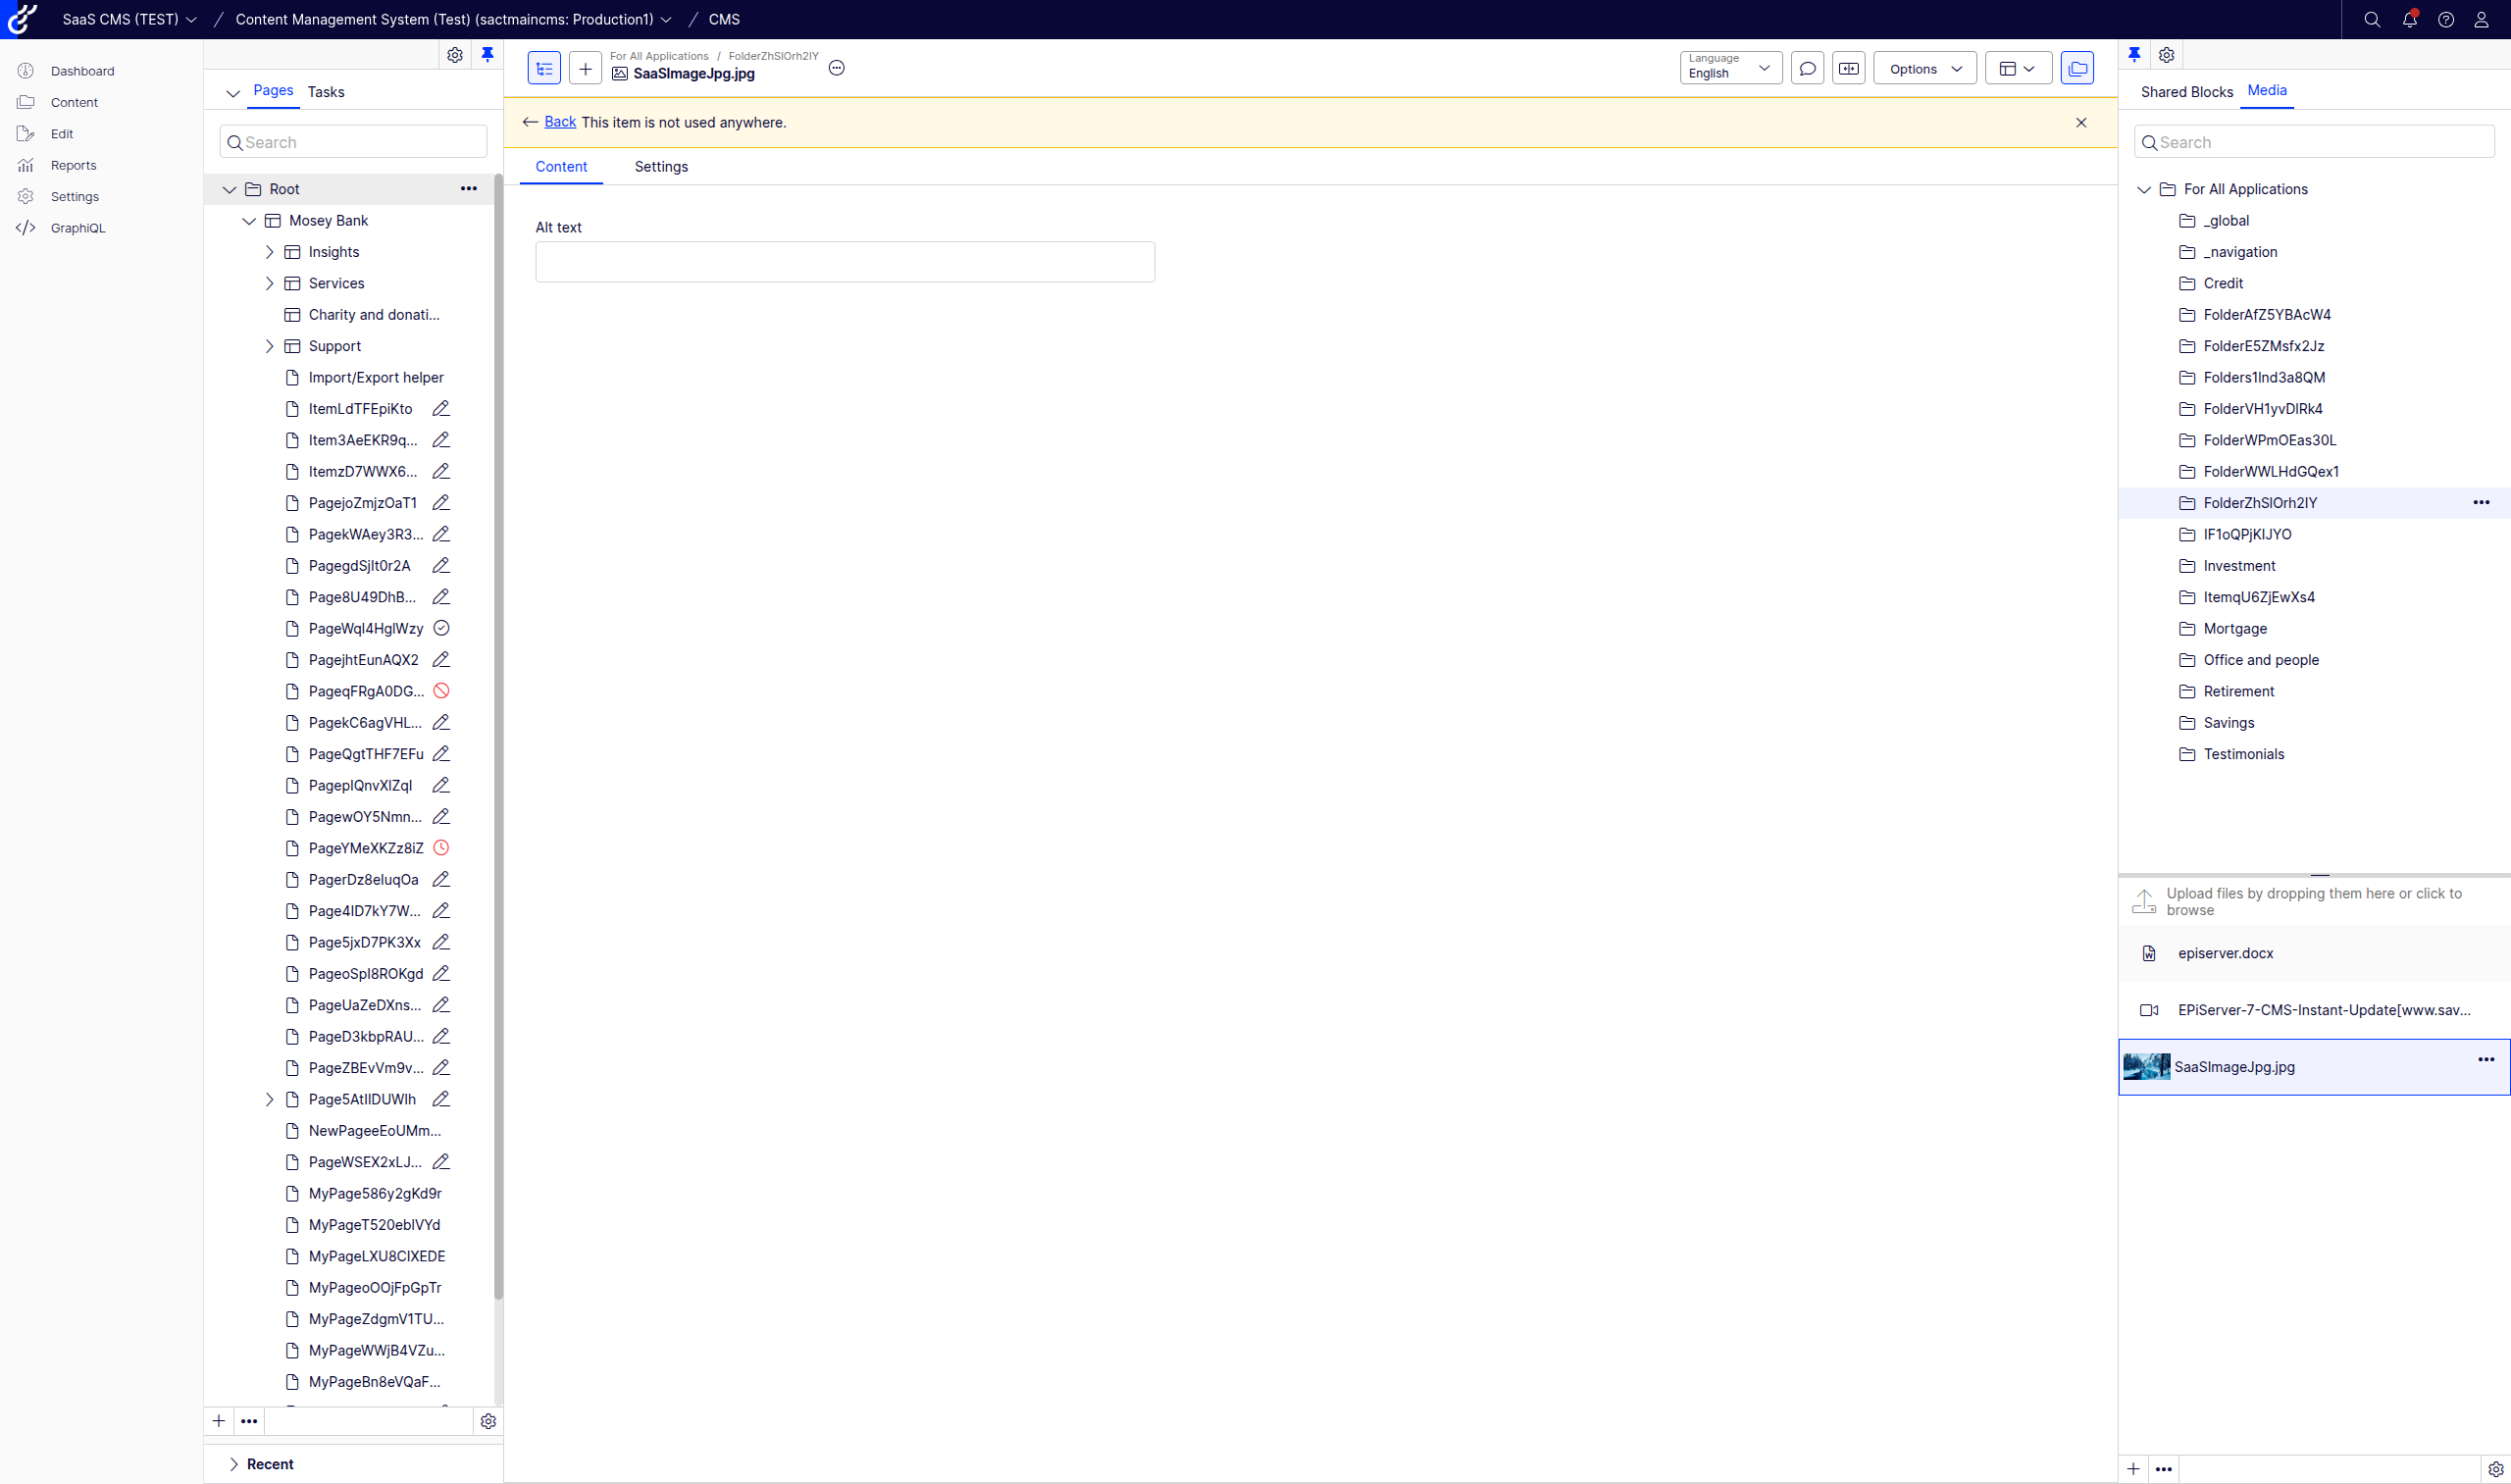 SaaS CMS (TEST) / Content Management System (Test) (sactmaincms: Production1) / CMS
Dashboard
Content
Edit
Reports
Settings
GraphiQL
Pages Tasks
Search
Root
Mosey Bank
Insights
Services
Charity and donati...
Support
Import/Export helper
ItemLdTFEpiKto
Item3AeEKR9q...
ItemzD7WWX6...
PagejoZmjzOaT1
PagekWAey3R3...
PagegdSjIt0r2A
Page8U49DhB...
PageWqI4HglWzy
PagejhtEunAQX2
PageqFRgA0DG...
PagekC6agVHL...
PageQgtTHF7EFu
PageplQnvXlZql
PagewOY5Nmn...
PageYMeXKZz8iZ
PagerDz8eluqOa
Page4ID7kY7W...
Page5jxD7PK3Xx
PageoSpI8ROKgd
PageUaZeDXns...
PageD3kbpRAU...
PageZBEvVm9v...
Page5AtIIDUWlh
NewPageeEoUMm...
PageWSEX2xLJ...
MyPage586y2gKd9r
MyPageT520eblVYd
MyPageLXU8CIXEDE
MyPageoOOjFpGpTr
MyPageZdgmV1TU...
MyPageWWjB4VZu...
MyPageBn8eVQaF...
Recent
For All Applications / FolderZhSlOrh2IY
SaaSImageJpg.jpg
Language
English
Options
Back This item is not used anywhere.
Content Settings
Alt text
Shared Blocks Media
Search
For All Applications
_global
_navigation
Credit
FolderAfZ5YBAcW4
FolderE5ZMsfx2Jz
Folders1Ind3a8QM
FolderVH1yvDIRk4
FolderWPmOEas30L
FolderWWLHdGQex1
FolderZhSlOrh2IY
IF1oQPjKIJYO
Investment
ItemqU6ZjEwXs4
Mortgage
Office and people
Retirement
Savings
Testimonials
Upload files by dropping them here or click to
browse
episerver.docx
EPiServer-7-CMS-Instant-Update[www.sav...
SaaSImageJpg.jpg